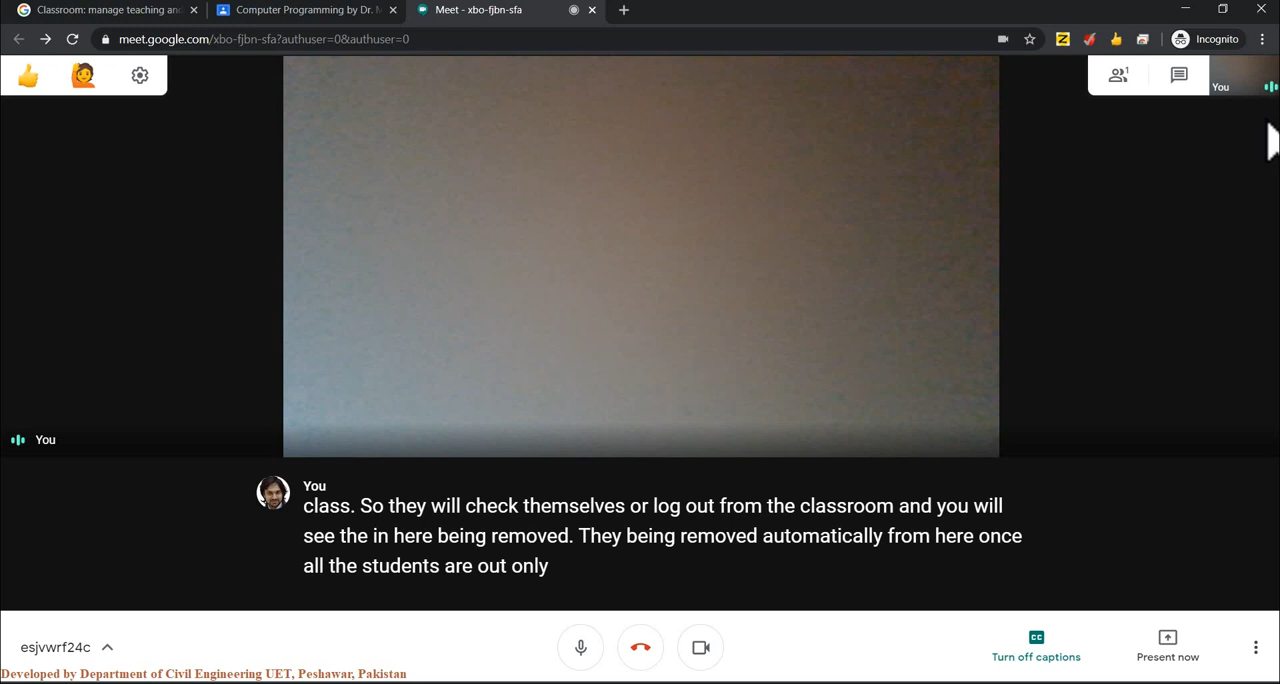 Classroom: manage teaching and
Computer Programming by Dr. M
Meet - xbo-fjbn-sfa
meet.google.com/xbo-fjbn-sfa?authuser=0&authuser=0
Incognito
1
You
You
You
class. So they will check themselves or log out from the classroom and you will
see the in here being removed. They being removed automatically from here once
all the students are out only
esjvwrf24c
CC
Turn off captions
Present now
Developed by Department of Civil Engineering UET, Peshawar, Pakistan